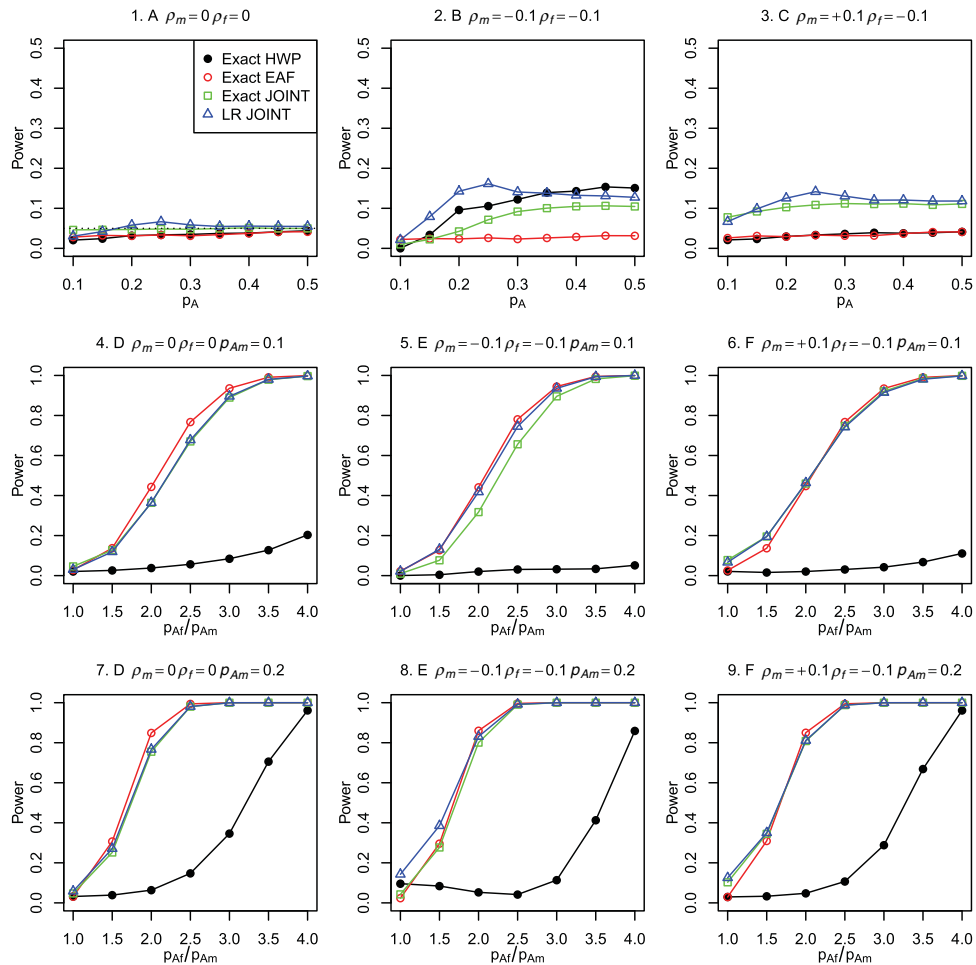 1. A ρm=0 ρf=0
Power
0.0 0.1 0.2 0.3 0.4 0.5
Exact HWP
Exact EAF
Exact JOINT
LR JOINT
0.1 0.2 0.3 0.4 0.5
pA
2. B ρm=−0.1 ρf=−0.1
Power
0.0 0.1 0.2 0.3 0.4 0.5
0.1 0.2 0.3 0.4 0.5
pA
3. C ρm=+0.1 ρf=−0.1
Power
0.0 0.1 0.2 0.3 0.4 0.5
0.1 0.2 0.3 0.4 0.5
pA
4. D ρm=0 ρf=0 pAm=0.1
Power
0.0 0.2 0.4 0.6 0.8 1.0
1.0 1.5 2.0 2.5 3.0 3.5 4.0
pAf/pAm
5. E ρm=−0.1 ρf=−0.1 pAm=0.1
Power
0.0 0.2 0.4 0.6 0.8 1.0
1.0 1.5 2.0 2.5 3.0 3.5 4.0
pAf/pAm
6. F ρm=+0.1 ρf=−0.1 pAm=0.1
Power
0.0 0.2 0.4 0.6 0.8 1.0
1.0 1.5 2.0 2.5 3.0 3.5 4.0
pAf/pAm
7. D ρm=0 ρf=0 pAm=0.2
Power
0.0 0.2 0.4 0.6 0.8 1.0
1.0 1.5 2.0 2.5 3.0 3.5 4.0
pAf/pAm
8. E ρm=−0.1 ρf=−0.1 pAm=0.2
Power
0.0 0.2 0.4 0.6 0.8 1.0
1.0 1.5 2.0 2.5 3.0 3.5 4.0
pAf/pAm
9. F ρm=+0.1 ρf=−0.1 pAm=0.2
Power
0.0 0.2 0.4 0.6 0.8 1.0
1.0 1.5 2.0 2.5 3.0 3.5 4.0
pAf/pAm